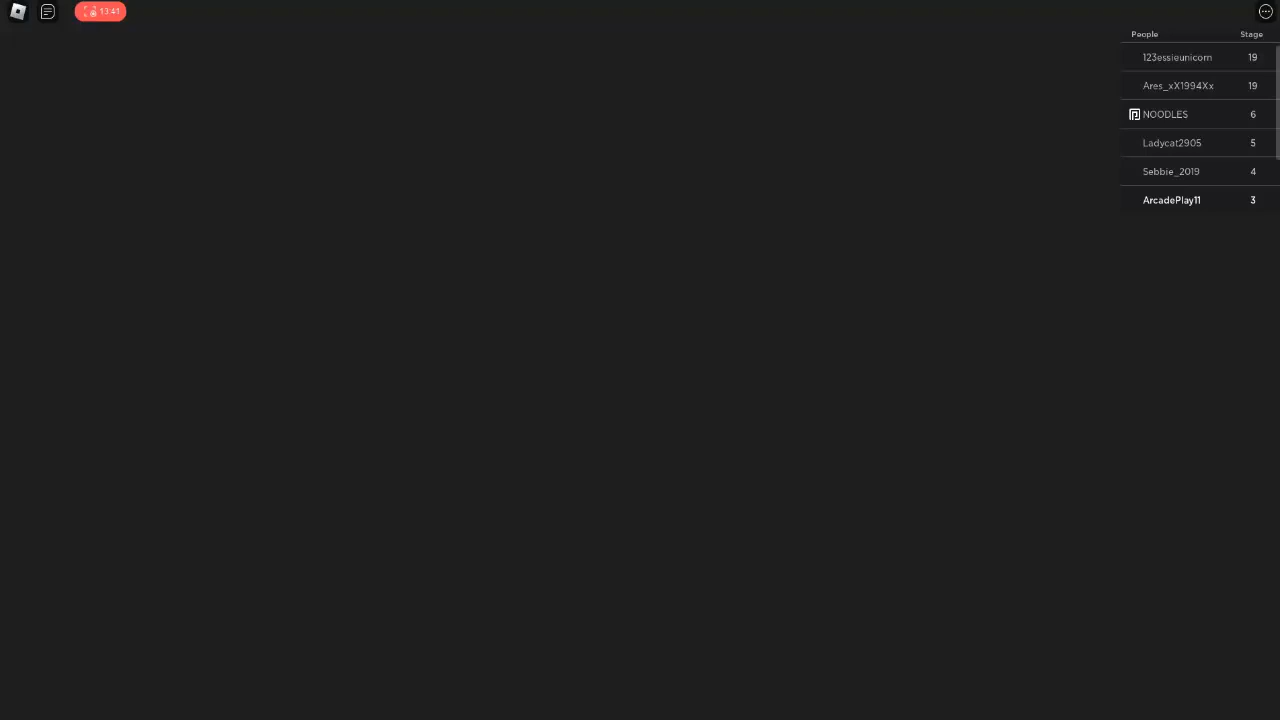 13:41
People Stage
123essieunicorn 19
Ares_xX1994Xx 19
NOODLES 6
Ladycat2905 5
Sebbie_2019 4
ArcadePlay11 3